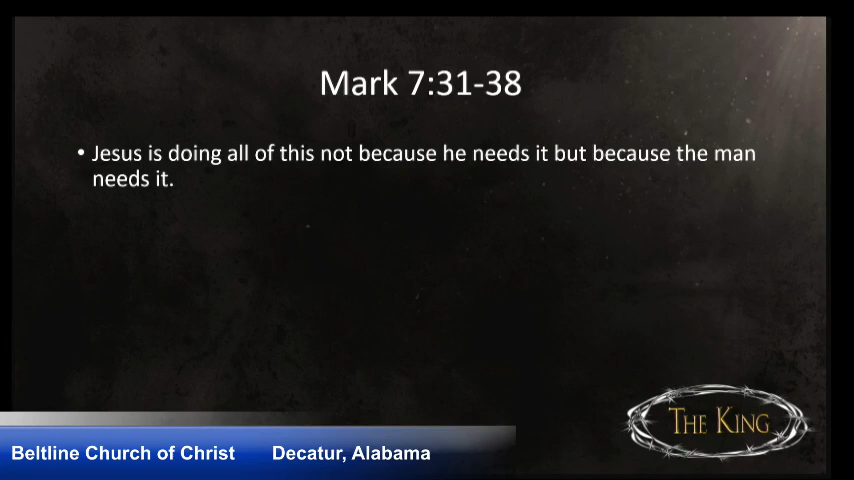 Mark 7:31-38
• Jesus is doing all of this not because he needs it but because the man
needs it.
THE KING
Beltline Church of Christ Decatur, Alabama